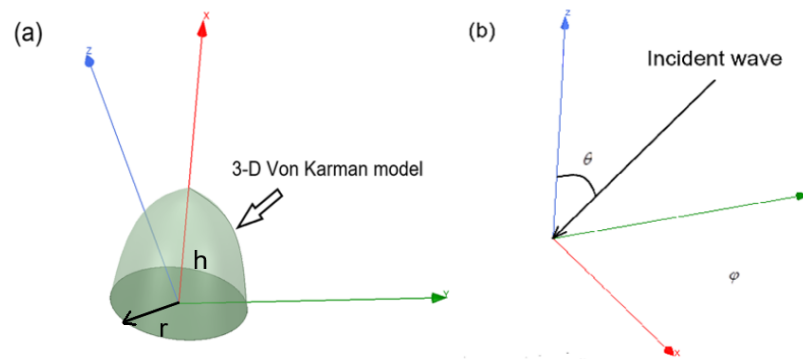 (a)
X
Z
3-D Von Karman model
h
r
Y
(b)
z
Incident wave
θ
φ
X